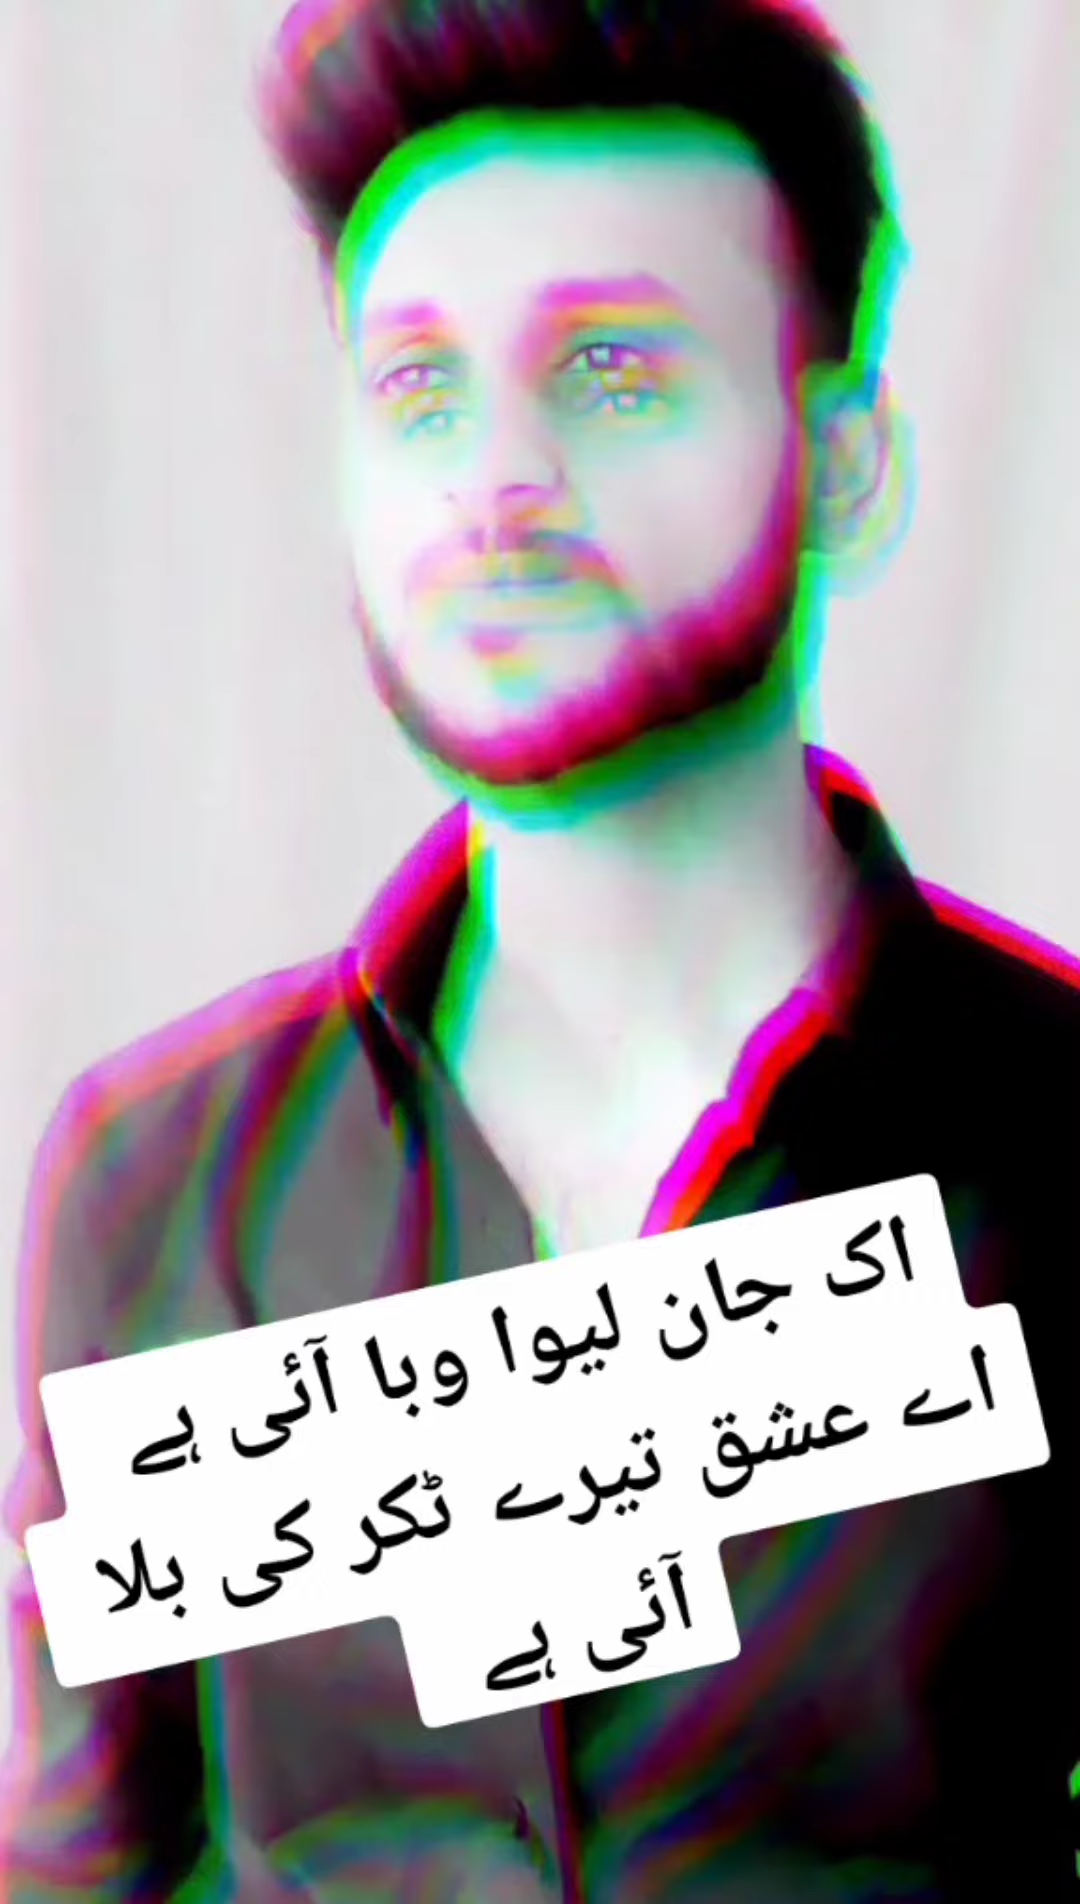 اک جان لیوا وبا آئی ہے
اے عشق تیرے ٹکر کی بلا
آئی ہے